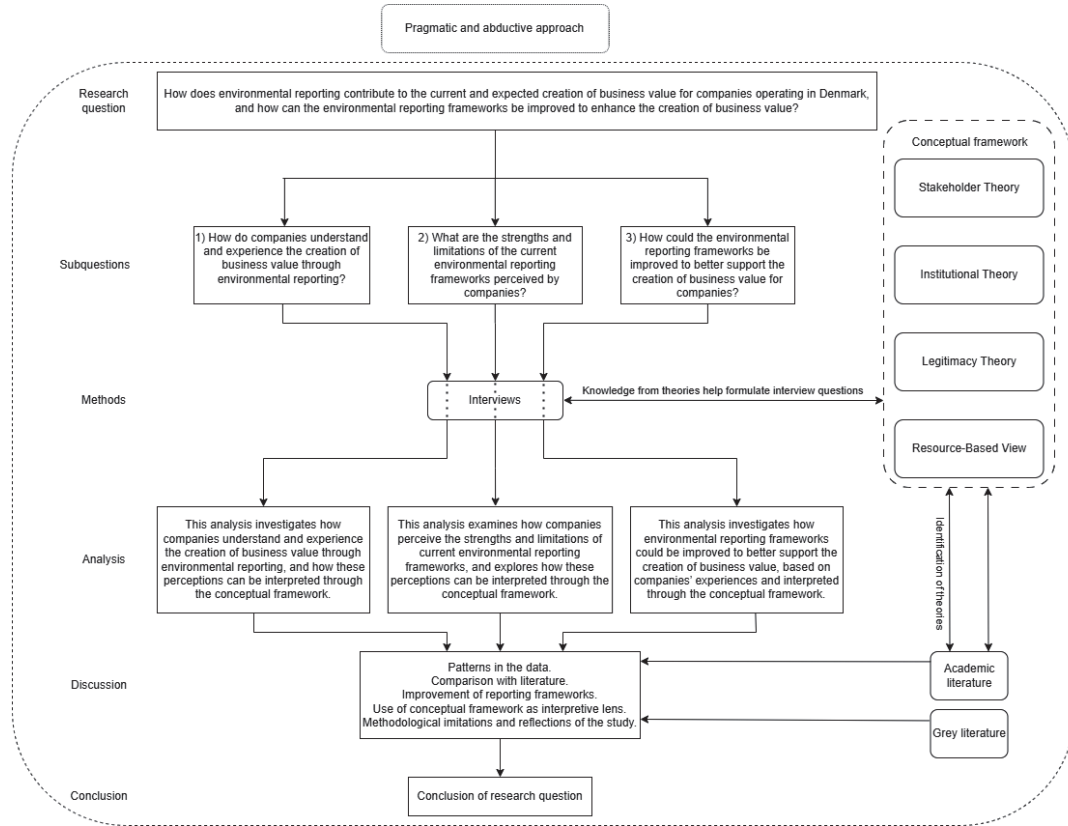 Pragmatic and abductive approach
Research
question
How does environmental reporting contribute to the current and expected creation of business value for companies operating in Denmark,
and how can the environmental reporting frameworks be improved to enhance the creation of business value?
Conceptual framework
Stakeholder Theory
Institutional Theory
Legitimacy Theory
Resource-Based View
Subquestions
1) How do companies understand
and experience the creation of
business value through
environmental reporting?
2) What are the strengths and
limitations of the current
environmental reporting
frameworks perceived by
companies?
3) How could the environmental
reporting frameworks be
improved to better support the
creation of business value for
companies?
Methods
Interviews
Knowledge from theories help formulate interview questions
Analysis
This analysis investigates how
companies understand and experience
the creation of business value through
environmental reporting, and how these
perceptions can be interpreted through
the conceptual framework.
This analysis examines how companies
perceive the strengths and limitations of
current environmental reporting
frameworks, and explores how these
perceptions can be interpreted through the
conceptual framework.
This analysis investigates how
environmental reporting frameworks
could be improved to better support the
creation of business value, based on
companies' experiences and interpreted
through the conceptual framework.
Identification
of theories
Discussion
Patterns in the data.
Comparison with literature.
Improvement of reporting frameworks.
Use of conceptual framework as interpretive lens.
Methodological imitations and reflections of the study.
Academic
literature
Grey literature
Conclusion
Conclusion of research question